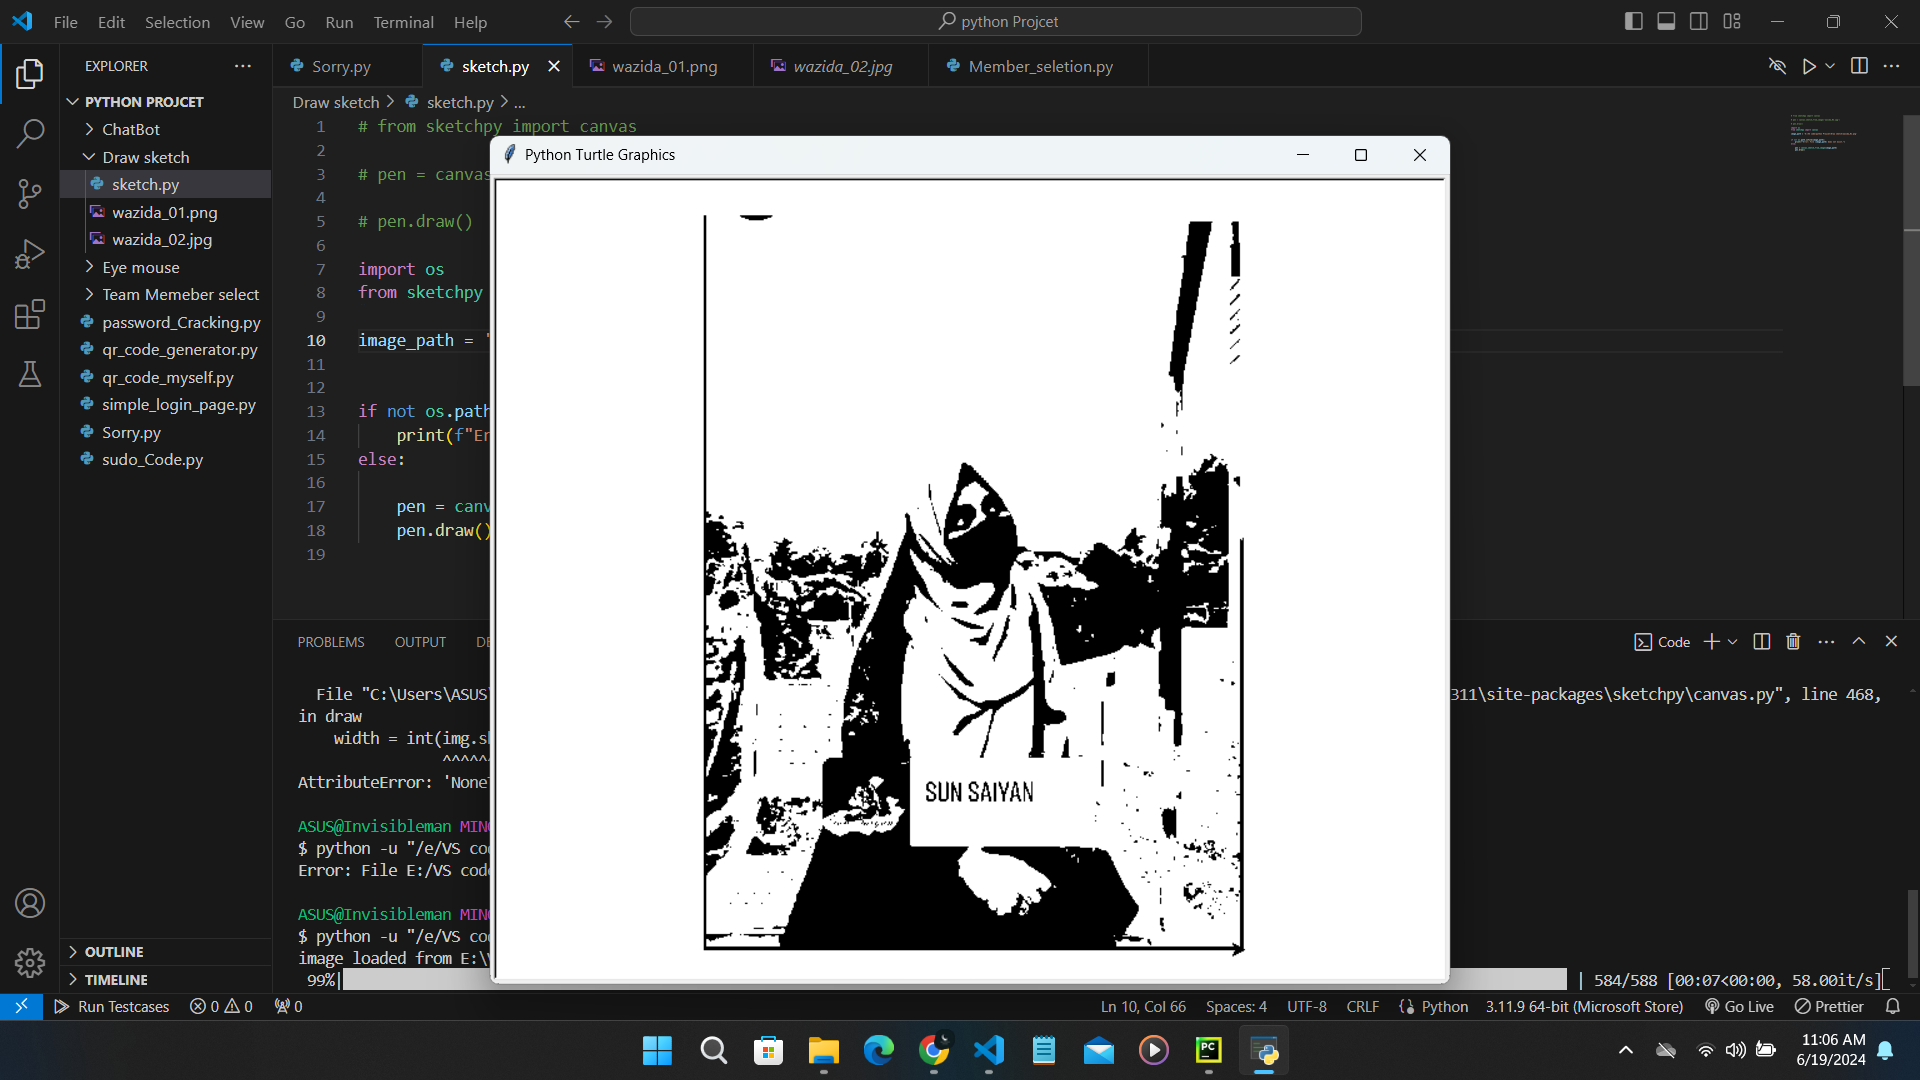 File Edit Selection View Go Run Terminal Help
python Projcet
EXPLORER
Sorry.py
sketch.py
wazida_01.png
wazida_02.jpg
Member_seletion.py
PYTHON PROJCET
ChatBot
Draw sketch
sketch.py
wazida_01.png
wazida_02.jpg
Eye mouse
Team Memeber select
password_Cracking.py
qr_code_generator.py
qr_code_myself.py
simple_login_page.py
Sorry.py
sudo_Code.py
OUTLINE
TIMELINE
Draw sketch > sketch.py > ...
1 # from sketchpy import canvas
2
3 # pen = canvas
4
5 # pen.draw()
6
7 import os
8 from sketchpy
9
10 image_path = '
11
12
13 if not os.path
14 print(f"Er
15 else:
16
17 pen = canv
18 pen.draw()
19
Python Turtle Graphics
SUN SAIYAN
PROBLEMS OUTPUT DE
Code
File "C:\Users\ASUS\ 311\site-packages\sketchpy\canvas.py", line 468,
in draw
width = int(img.sh
^^^^^^
AttributeError: 'None
ASUS@Invisibleman MING
$ python -u "/e/VS cod
Error: File E:/VS code
ASUS@Invisibleman MING
$ python -u "/e/VS cod
image loaded from E:\
99%| | 584/588 [00:07<00:00, 58.00it/s]
Run Testcases 0 0 0
Ln 10, Col 66 Spaces: 4 UTF-8 CRLF Python 3.11.9 64-bit (Microsoft Store) Go Live Prettier
PC
11:06 AM
6/19/2024